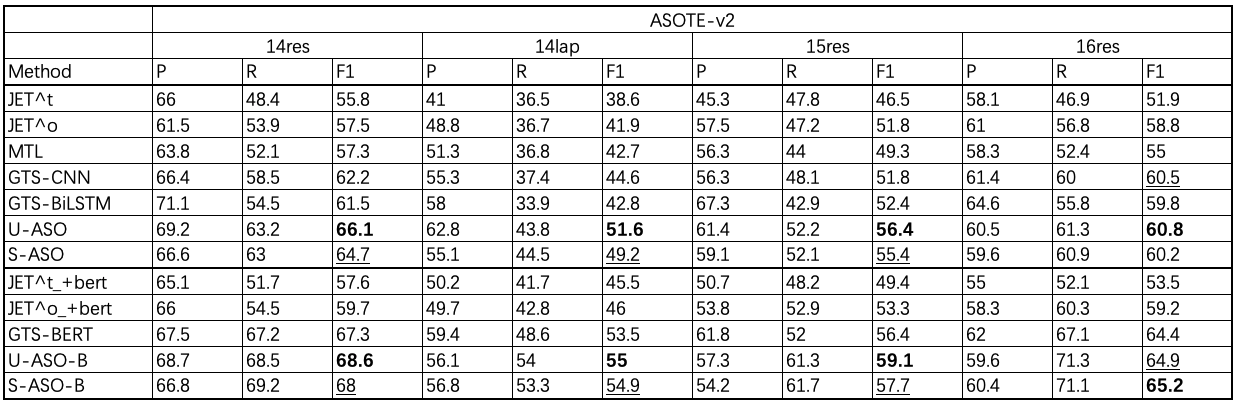 ASOTE-v2
14res 14lap 15res 16res
Method P R F1 P R F1 P R F1 P R F1
JET^t 66 48.4 55.8 41 36.5 38.6 45.3 47.8 46.5 58.1 46.9 51.9
JET^o 61.5 53.9 57.5 48.8 36.7 41.9 57.5 47.2 51.8 61 56.8 58.8
MTL 63.8 52.1 57.3 51.3 36.8 42.7 56.3 44 49.3 58.3 52.4 55
GTS-CNN 66.4 58.5 62.2 55.3 37.4 44.6 56.3 48.1 51.8 61.4 60 60.5
GTS-BiLSTM 71.1 54.5 61.5 58 33.9 42.8 67.3 42.9 52.4 64.6 55.8 59.8
U-ASO 69.2 63.2 66.1 62.8 43.8 51.6 61.4 52.2 56.4 60.5 61.3 60.8
S-ASO 66.6 63 64.7 55.1 44.5 49.2 59.1 52.1 55.4 59.6 60.9 60.2
JET^t_+bert 65.1 51.7 57.6 50.2 41.7 45.5 50.7 48.2 49.4 55 52.1 53.5
JET^o_+bert 66 54.5 59.7 49.7 42.8 46 53.8 52.9 53.3 58.3 60.3 59.2
GTS-BERT 67.5 67.2 67.3 59.4 48.6 53.5 61.8 52 56.4 62 67.1 64.4
U-ASO-B 68.7 68.5 68.6 56.1 54 55 57.3 61.3 59.1 59.6 71.3 64.9
S-ASO-B 66.8 69.2 68 56.8 53.3 54.9 54.2 61.7 57.7 60.4 71.1 65.2